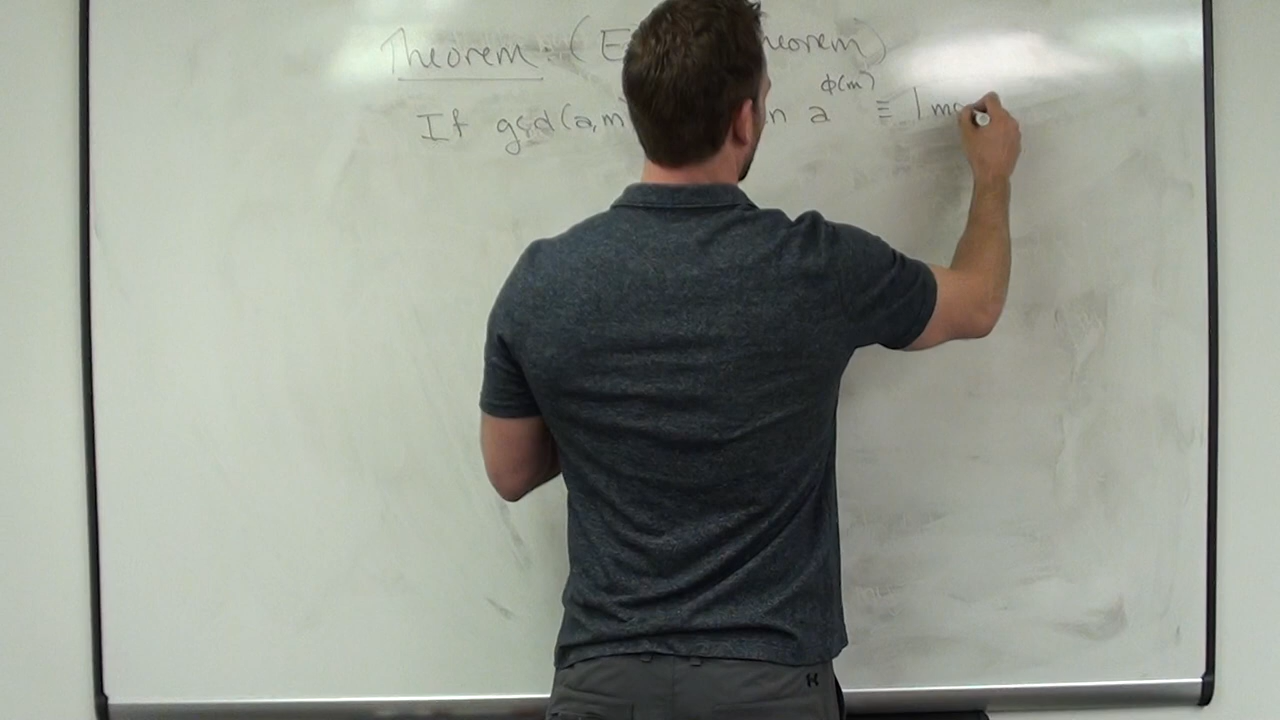 Theorem: (E heorem)
If gcd(a,m n a^φ(m) ≡ 1 mo